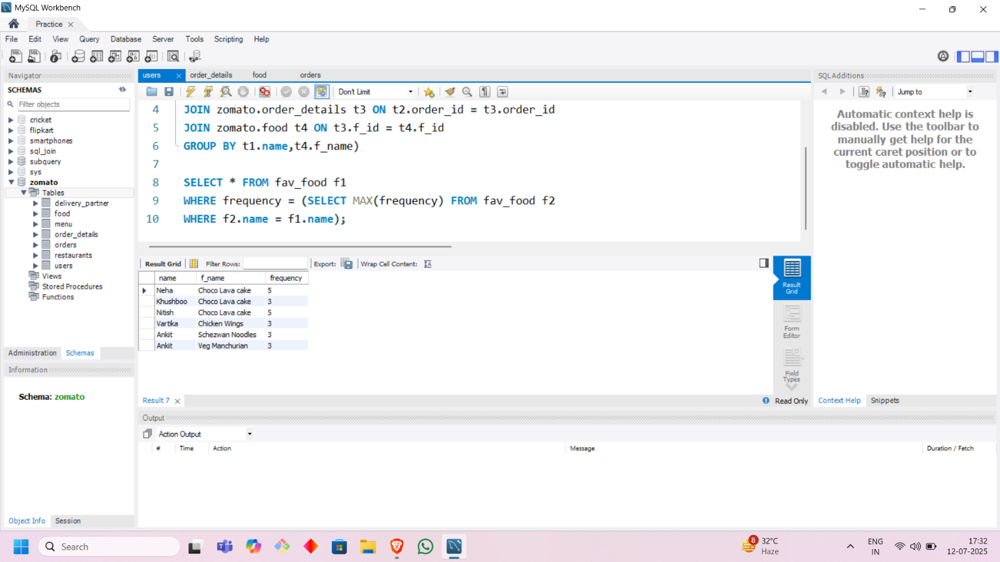 MySQL Workbench
Practice
File Edit View Query Database Server Tools Scripting Help
Navigator
SCHEMAS
Filter objects
cricket
flipkart
smartphones
sql_join
subquery
sys
zomato
Tables
delivery_partner
food
menu
order_details
orders
restaurants
users
Views
Stored Procedures
Functions
Administration Schemas
Information
Schema: zomato
Object Info Session
users order_details food orders
Don't Limit
4 JOIN zomato.order_details t3 ON t2.order_id = t3.order_id
5 JOIN zomato.food t4 ON t3.f_id = t4.f_id
6 GROUP BY t1.name,t4.f_name)
7
8 SELECT * FROM fav_food f1
9 WHERE frequency = (SELECT MAX(frequency) FROM fav_food f2
10 WHERE f2.name = f1.name);
Result Grid Filter Rows: Export: Wrap Cell Content:
name f_name frequency
Neha Choco Lava cake 5
Khushboo Choco Lava cake 3
Nitish Choco Lava cake 5
Vartika Chicken Wings 3
Ankit Schezwan Noodles 3
Ankit Veg Manchurian 3
Result
Grid
Form
Editor
Field
Types
Result 7 Read Only
Output
Action Output
# Time Action Message Duration / Fetch
SQLAdditions
Jump to
Automatic context help is
disabled. Use the toolbar to
manually get help for the
current caret position or to
toggle automatic help.
Context Help Snippets
Search
8
32°C
Haze
ENG
IN
17:32
12-07-2025